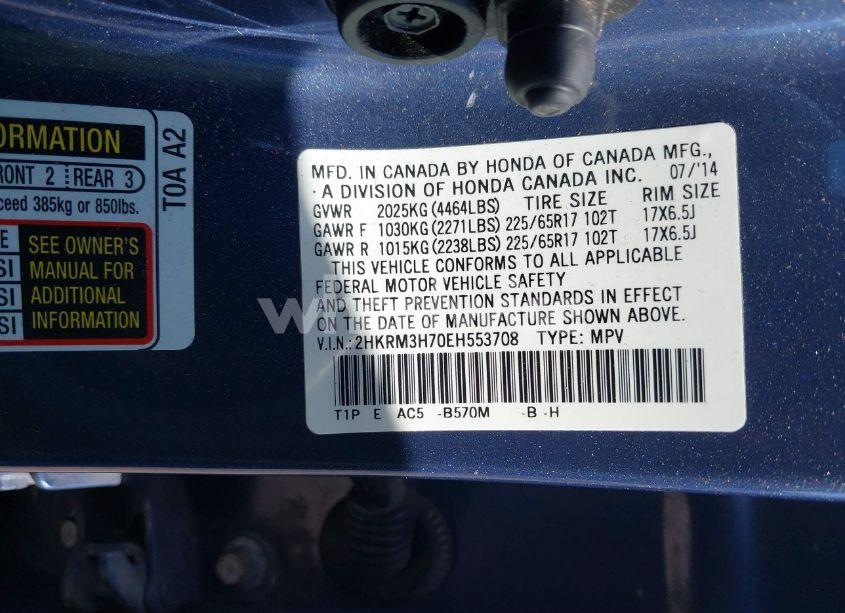 ORMATION
FRONT 2 REAR 3
ceed 385kg or 850lbs.
E
SI
SI
SI
SEE OWNER'S
MANUAL FOR
ADDITIONAL
INFORMATION
T0A A2
MFD. IN CANADA BY HONDA OF CANADA MFG.,
A DIVISION OF HONDA CANADA INC. 07/'14
GVWR 2025KG(4464LBS) TIRE SIZE RIM SIZE
GAWR F 1030KG(2271LBS) 225/65R17 102T 17X6.5J
GAWR R 1015KG(2238LBS) 225/65R17 102T 17X6.5J
THIS VEHICLE CONFORMS TO ALL APPLICABLE
FEDERAL MOTOR VEHICLE SAFETY
AND THEFT PREVENTION STANDARDS IN EFFECT
ON THE DATE OF MANUFACTURE SHOWN ABOVE.
V.I.N.: 2HKRM3H70EH553708 TYPE: MPV
T1P E AC5 -B570M -B -H